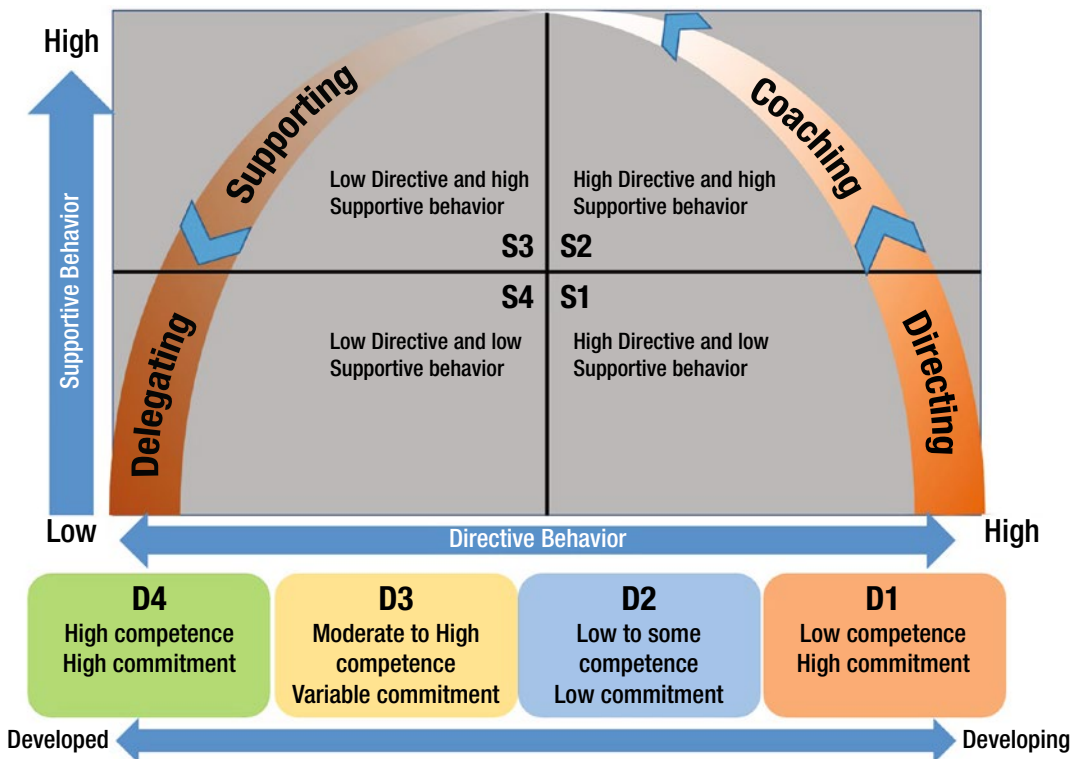 High
Supportive Behavior
Low
Supporting
Coaching
Delegating
Directing
Low Directive and high
Supportive behavior
S3
High Directive and high
Supportive behavior
S2
S4
Low Directive and low
Supportive behavior
S1
High Directive and low
Supportive behavior
Directive Behavior
High
D4
High competence
High commitment
D3
Moderate to High
competence
Variable commitment
D2
Low to some
competence
Low commitment
D1
Low competence
High commitment
Developed
Developing